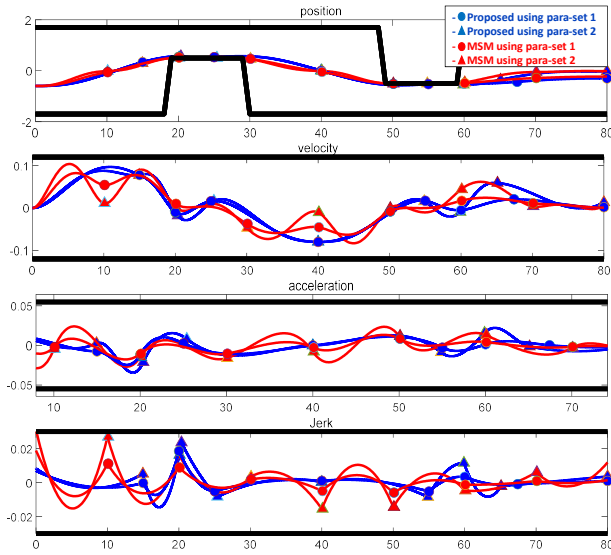 position
- Proposed using para-set 1
- Proposed using para-set 2
- MSM using para-set 1
- MSM using para-set 2
2
0
-2
0 10 20 30 40 50 60 70 80
velocity
0.1
0
-0.1
0 10 20 30 40 50 60 70 80
acceleration
0.05
0
-0.05
10 20 30 40 50 60 70
Jerk
0.02
0
-0.02
0 10 20 30 40 50 60 70 80